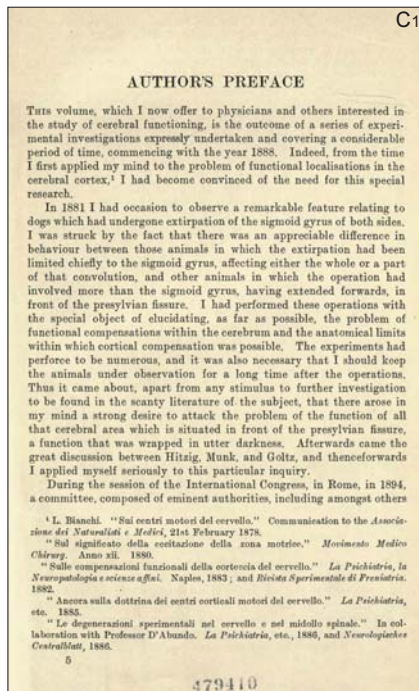 C1
AUTHOR'S PREFACE
THIS volume, which I now offer to physicians and others interested in
the study of cerebral functioning, is the outcome of a series of experi-
mental investigations expressly undertaken and covering a considerable
period of time, commencing with the year 1888. Indeed, from the time
I first applied my mind to the problem of functional localisations in the
cerebral cortex,¹ I had become convinced of the need for this special
research.
In 1881 I had occasion to observe a remarkable feature relating to
dogs which had undergone extirpation of the sigmoid gyrus of both sides.
I was struck by the fact that there was an appreciable difference in
behaviour between those animals in which the extirpation had been
limited chiefly to the sigmoid gyrus, affecting either the whole or a part
of that convolution, and other animals in which the operation had
involved more than the sigmoid gyrus, having extended forwards, in
front of the presylvian fissure. I had performed these operations with
the special object of elucidating, as far as possible, the problem of
functional compensations within the cerebrum and the anatomical limits
within which cortical compensation was possible. The experiments had
perforce to be numerous, and it was also necessary that I should keep
the animals under observation for a long time after the operations.
Thus it came about, apart from any stimulus to further investigation
to be found in the scanty literature of the subject, that there arose in
my mind a strong desire to attack the problem of the function of all
that cerebral area which is situated in front of the presylvian fissure,
a function that was wrapped in utter darkness. Afterwards came the
great discussion between Hitzig, Munk, and Goltz, and thenceforwards
I applied myself seriously to this particular inquiry.
During the session of the International Congress, in Rome, in 1894,
a committee, composed of eminent authorities, including amongst others
¹ L. Bianchi. "Sui centri motori del cervello." Communication to the Associa-
zione dei Naturalisti e Medici, 21st February 1878.
"Sul significato della eccitazione della zona motrice." Movimento Medico
Chirurg. Anno xii. 1880.
"Sulle compensazioni funzionali della corteccia del cervello." La Psichiatria, la
Neuropatologia e scienze affini. Naples, 1883; and Rivista Sperimentale di Freniatria.
1882.
"Ancora sulla dottrina dei centri corticali motori del cervello." La Psichiatria,
etc. 1885.
"Le degenerazioni sperimentali nel cervello e nel midollo spinale." In col-
laboration with Professor D'Abundo. La Psichiatria, etc., 1886, and Neurologisches
Centralblatt, 1886.
5
479410